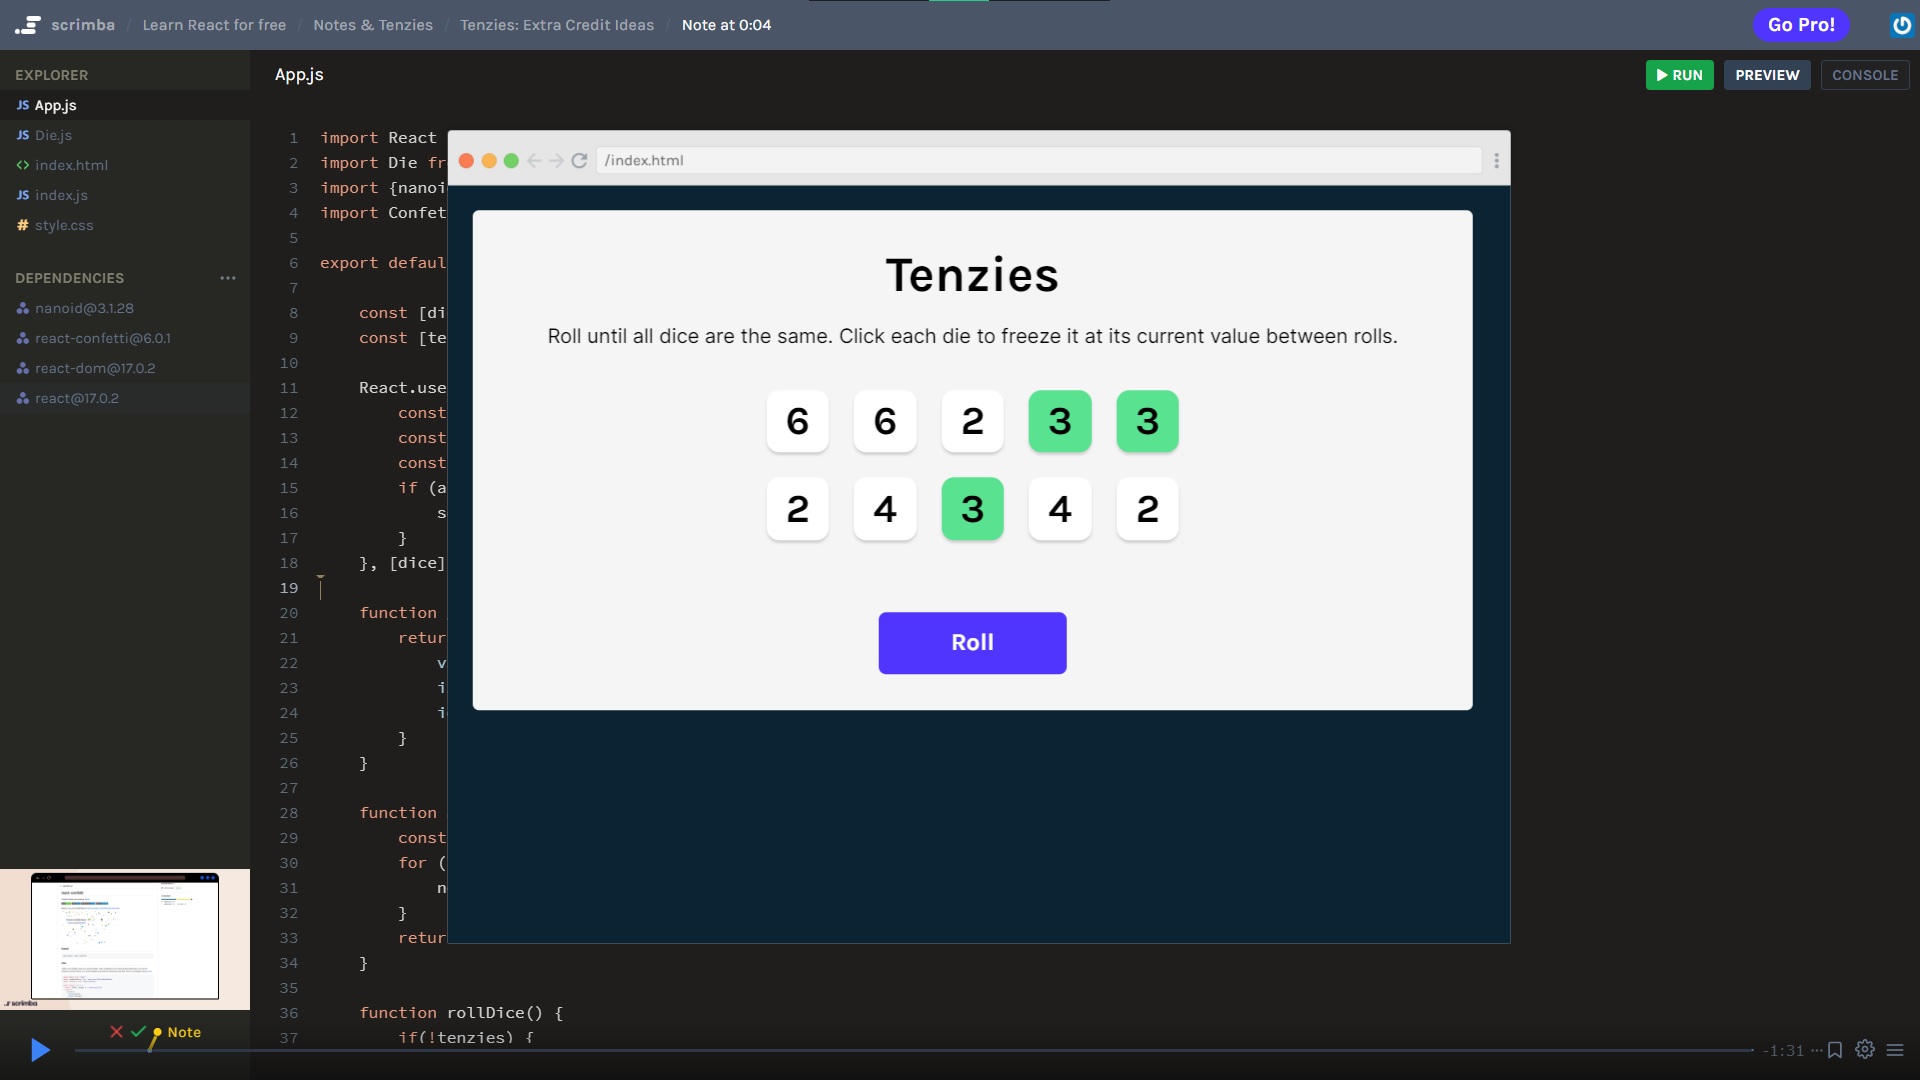 scrimba / Learn React for free / Notes & Tenzies / Tenzies: Extra Credit Ideas / Note at 0:04
Go Pro!
EXPLORER
JS App.js
JS Die.js
<> index.html
JS index.js
# style.css
DEPENDENCIES ...
nanoid@3.1.28
react-confetti@6.0.1
react-dom@17.0.2
react@17.0.2
App.js
RUN PREVIEW CONSOLE
1 import React
2 import Die fr
3 import {nanoi
4 import Confet
5
6 export defaul
7
8 const [di
9 const [te
10
11 React.use
12 const
13 const
14 const
15 if (a
16 s
17 }
18 }, [dice]
19
20 function
21 retur
22 v
23 i
24 i
25 }
26 }
27
28 function
29 const
30 for (
31 n
32 }
33 retur
34 }
35
36 function rollDice() {
37 if(!tenzies) {
/index.html
Tenzies
Roll until all dice are the same. Click each die to freeze it at its current value between rolls.
6 6 2 3 3
2 4 3 4 2
Roll
scrimba
Note
-1:31 ...